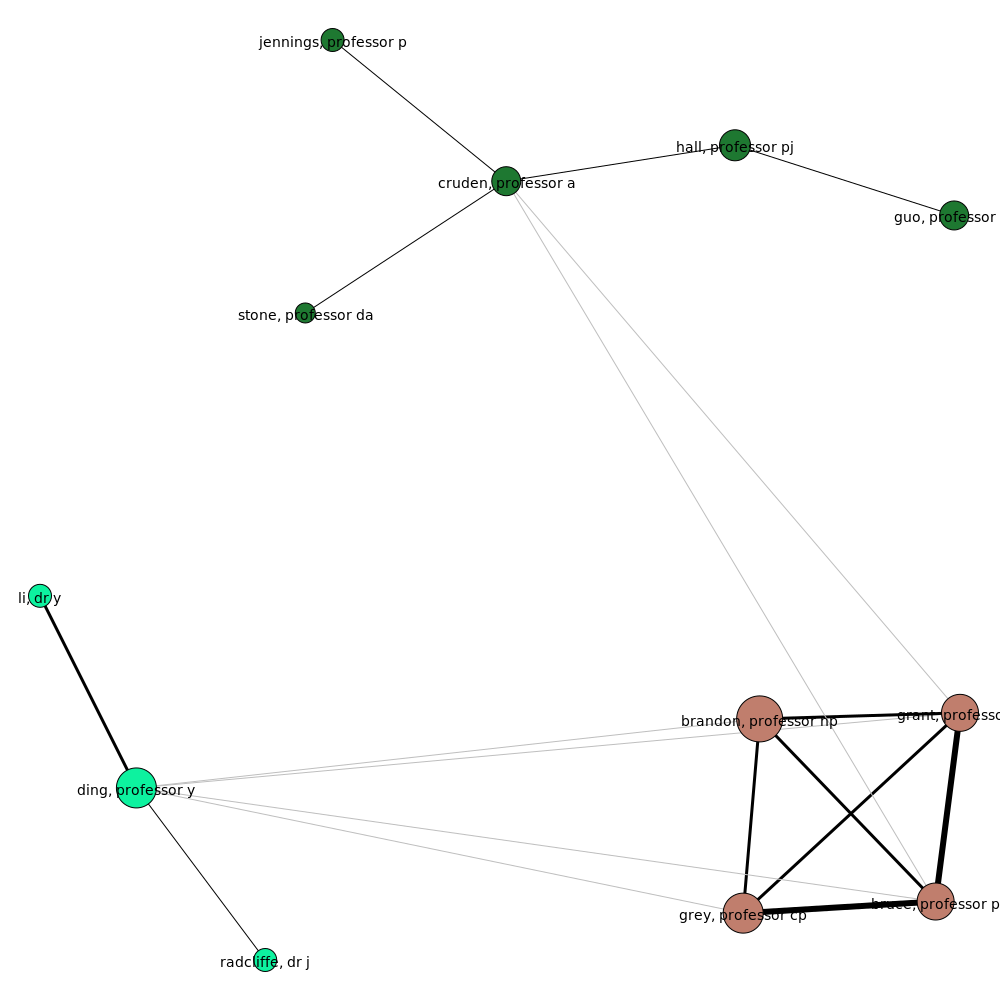 jennings, professor p
hall, professor pj
cruden, professor a
guo, professor
stone, professor da
li, dr y
grant, professo
brandon, professor np
ding, professor y
bruce, professor p
grey, professor cp
radcliffe, dr j